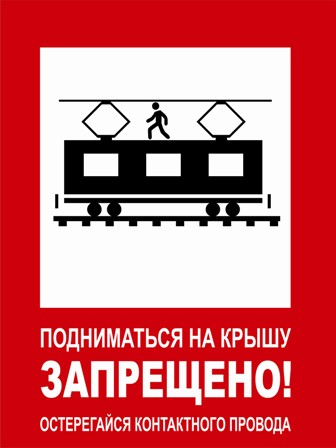 ПОДНИМАТЬСЯ НА КРЫШУ
ЗАПРЕЩЕНО!
ОСТЕРЕГАЙСЯ КОНТАКТНОГО ПРОВОДА